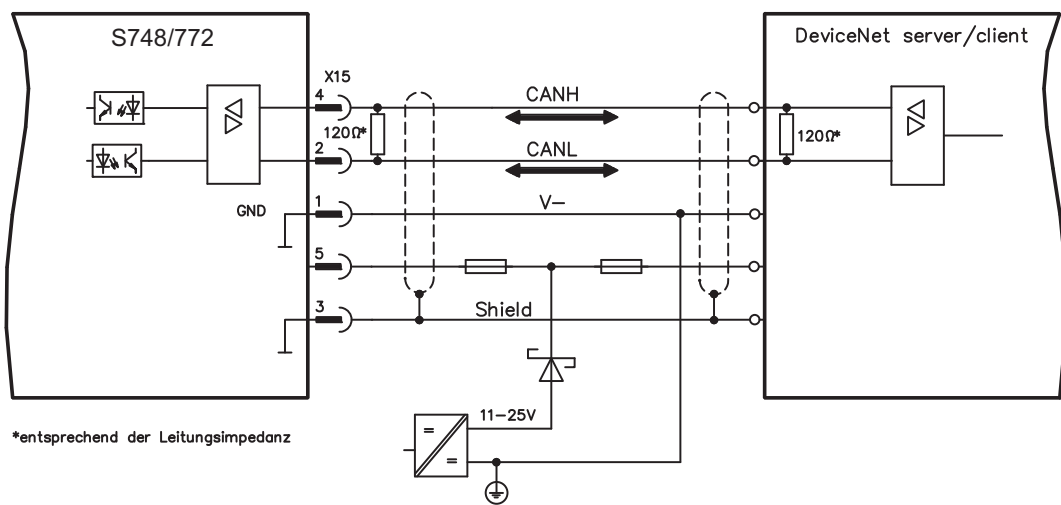 S748/772
DeviceNet server/client
X15
4
CANH
120Ω*
120Ω*
2
CANL
1
GND
V–
5
3
Shield
11–25V
=
=
*entsprechend der Leitungsimpedanz